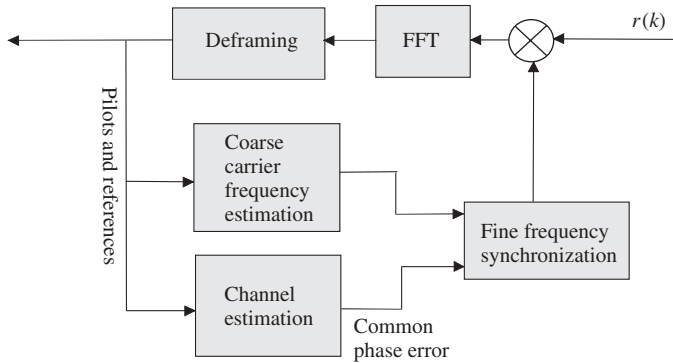 Deframing
FFT
r(k)
Pilots and references
Coarse
carrier
frequency
estimation
Fine frequency
synchronization
Channel
estimation
Common
phase error